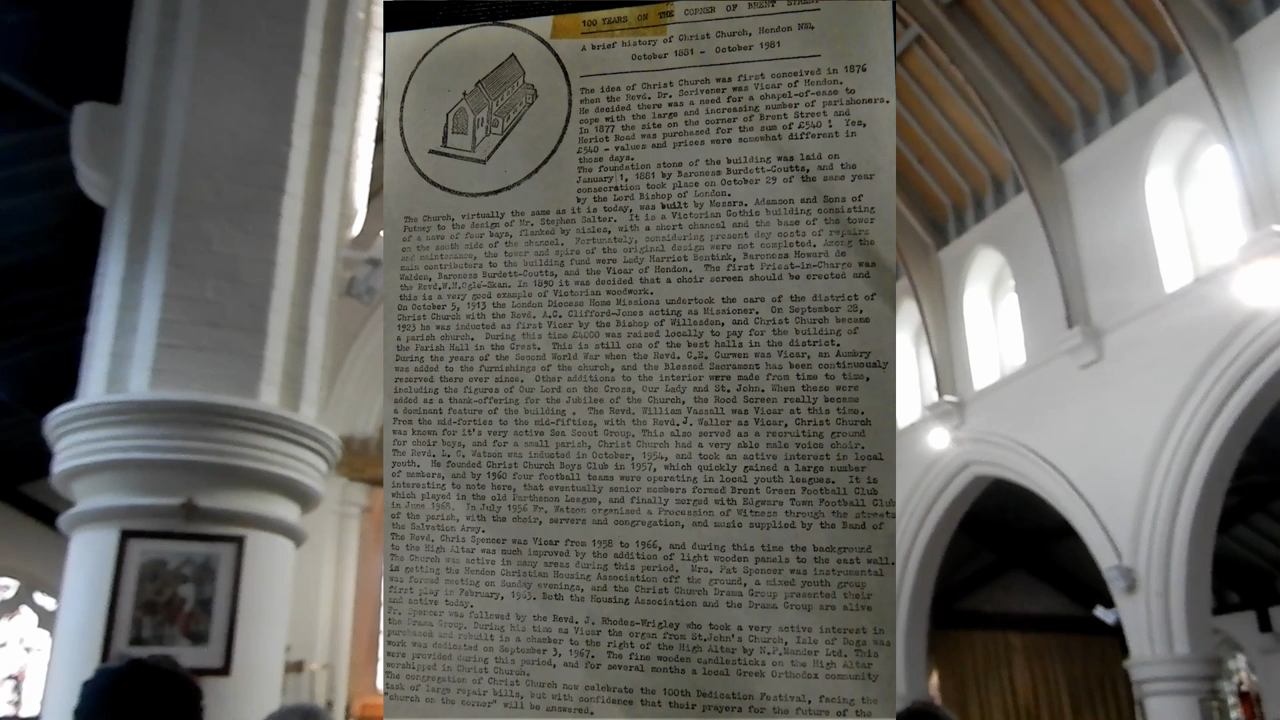 100 YEARS ON THE CORNER OF BRENT STREET
A brief history of Christ Church, Hendon NW4
October 1881 - October 1981
The idea of Christ Church was first conceived in 1876
when the Revd. Dr. Scrivener was Vicar of Hendon.
He decided there was a need for a chapel-of-ease to
cope with the large and increasing number of parishoners.
In 1877 the site on the corner of Brent Street and
Heriot Road was purchased for the sum of £540 ! Yes,
£540 - values and prices were somewhat different in
those days.
The foundation stone of the building was laid on
January 1, 1881 by Baroness Burdett-Coutts, and the
consecration took place on October 29 of the same year
by the Lord Bishop of London.
The Church, virtually the same as it is today, was built by Messrs. Adamson and Sons of
Putney to the design of Mr. Stephen Salter. It is a Victorian Gothic building consisting
of a nave of four bays, flanked by aisles, with a short chancel and the base of the tower
on the south side of the chancel. Fortunately, considering present day costs of repairs
and maintenance, the tower and spire of the original design were not completed. Among the
main contributors to the building fund were Lady Harriet Bentink, Baroness Howard de
Walden, Baroness Burdett-Coutts, and the Vicar of Hendon. The first Priest-in-Charge was
the Revd.W.N.Ogle-Skan. In 1890 it was decided that a choir screen should be erected and
this is a very good example of Victorian woodwork.
On October 5, 1913 the London Diocese Home Missions undertook the care of the district of
Christ Church with the Revd. A.C. Clifford-Jones acting as Missioner. On September 28,
1923 he was inducted as first Vicar by the Bishop of Willesden, and Christ Church became
a parish church. During this time £4000 was raised locally to pay for the building of
the Parish Hall in the Crest. This is still one of the best halls in the district.
During the years of the Second World War when the Revd. C.E. Curwen was Vicar, an Aumbry
was added to the furnishings of the church, and the Blessed Sacrament has been continuously
reserved there ever since. Other additions to the interior were made from time to time,
including the figures of Our Lord on the Cross, Our Lady and St. John. When these were
added as a thank-offering for the Jubilee of the Church, the Rood Screen really became
a dominant feature of the building . The Revd. William Vassall was Vicar at this time.
From the mid-forties to the mid-fifties, with the Revd. J. Waller as Vicar, Christ Church
was known for it's very active Sea Scout Group. This also served as a recruiting ground
for choir boys, and for a small parish, Christ Church had a very able male voice choir.
The Revd. L. C. Watson was inducted in October, 1954, and took an active interest in local
youth. He founded Christ Church Boys Club in 1957, which quickly gained a large number
of members, and by 1960 four football teams were operating in local youth leagues. It is
interesting to note here, that eventually senior members formed Brent Green Football Club
which played in the old Parthenon League, and finally merged with Edgware Town Football Club
in June 1968. In July 1956 Fr. Watson organised a Procession of Witness through the streets
of the parish, with the choir, servers and congregation, and music supplied by the Band of
the Salvation Army.
The Revd. Chris Spencer was Vicar from 1958 to 1966, and during this time the background
to the High Altar was much improved by the addition of light wooden panels to the east wall.
The Church was active in many areas during this period. Mrs. Pat Spencer was instrumental
in getting the Hendon Christian Housing Association off the ground, a mixed youth group
was formed meeting on Sunday evenings, and the Christ Church Drama Group presented their
first play in February, 1963. Both the Housing Association and the Drama Group are alive
and active today.
Fr. Spencer was followed by the Revd. J. Rhodes-Wrigley who took a very active interest in
the Drama Group. During his time as Vicar the organ from St.John's Church, Isle of Dogs was
purchased and rebuilt in a chamber to the right of the High Altar by N.P.Mander Ltd. This
work was dedicated on September 3, 1967. The fine wooden candlesticks on the High Altar
were provided during this period, and for several months a local Greek Orthodox community
worshipped in Christ Church.
The congregation of Christ Church now celebrate the 100th Dedication Festival, facing the
task of large repair bills, but with confidence that their prayers for the future of the
"church on the corner" will be answered.